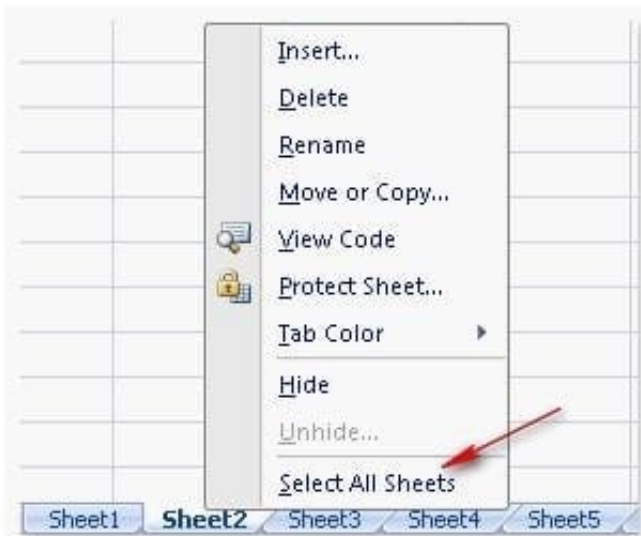 Insert...
Delete
Rename
Move or Copy...
View Code
Protect Sheet...
Tab Color
Hide
Unhide...
Select All Sheets
Sheet1 Sheet2 Sheet3 Sheet4 Sheet5